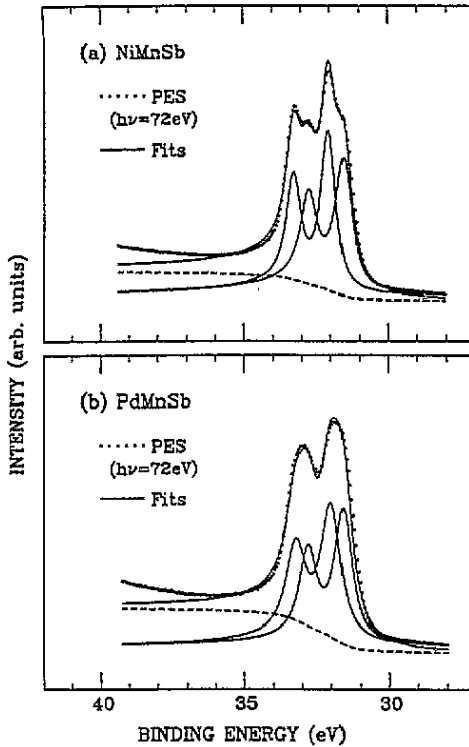 (a) NiMnSb
PES
(hν=72eV)
Fits
(b) PdMnSb
PES
(hν=72eV)
Fits
INTENSITY (arb. units)
40 35 30
BINDING ENERGY (eV)